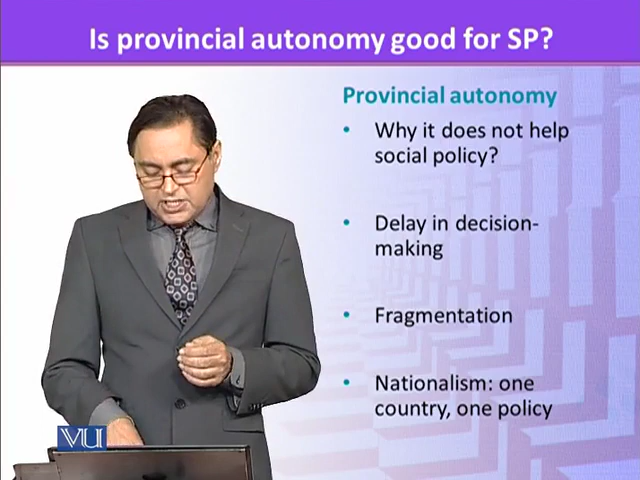 Is provincial autonomy good for SP?
Provincial autonomy
• Why it does not help
social policy?
• Delay in decision-
making
• Fragmentation
• Nationalism: one
country, one policy
VU